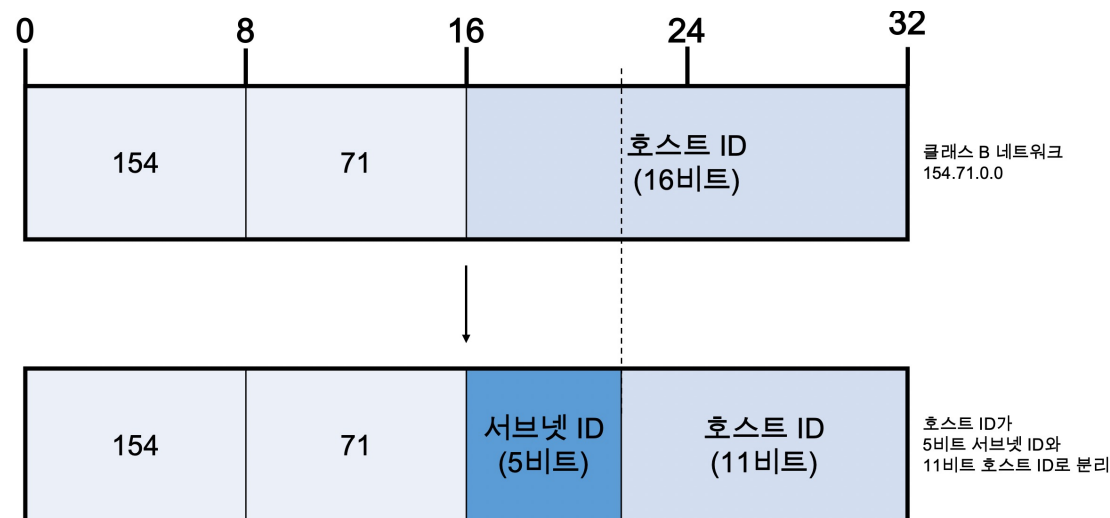 0 8 16 24 32
154 71 호스트 ID
(16비트)
클래스 B 네트워크
154.71.0.0
154 71 서브넷 ID
(5비트)
호스트 ID
(11비트)
호스트 ID가
5비트 서브넷 ID와
11비트 호스트 ID로 분리